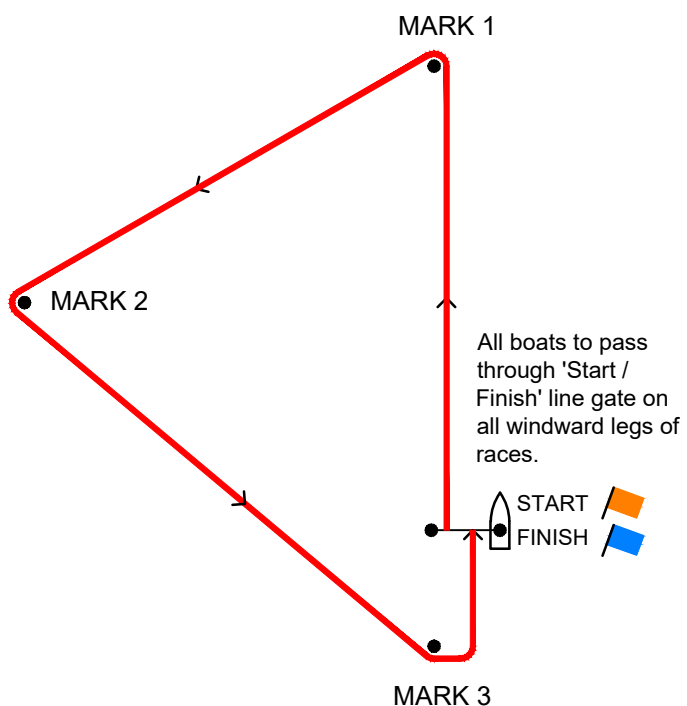 MARK 1
MARK 2
All boats to pass
through 'Start /
Finish' line gate on
all windward legs of
races.
START
FINISH
MARK 3